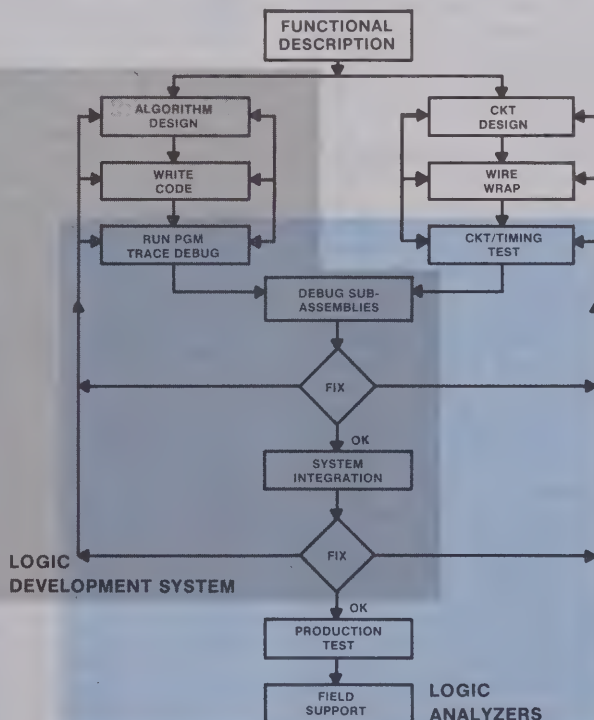 FUNCTIONAL
DESCRIPTION
ALGORITHM
DESIGN
CKT
DESIGN
WRITE
CODE
WIRE
WRAP
RUN PGM
TRACE DEBUG
CKT/TIMING
TEST
DEBUG SUB-
ASSEMBLIES
FIX
OK
SYSTEM
INTEGRATION
FIX
LOGIC
DEVELOPMENT SYSTEM
OK
PRODUCTION
TEST
FIELD
SUPPORT
LOGIC
ANALYZERS